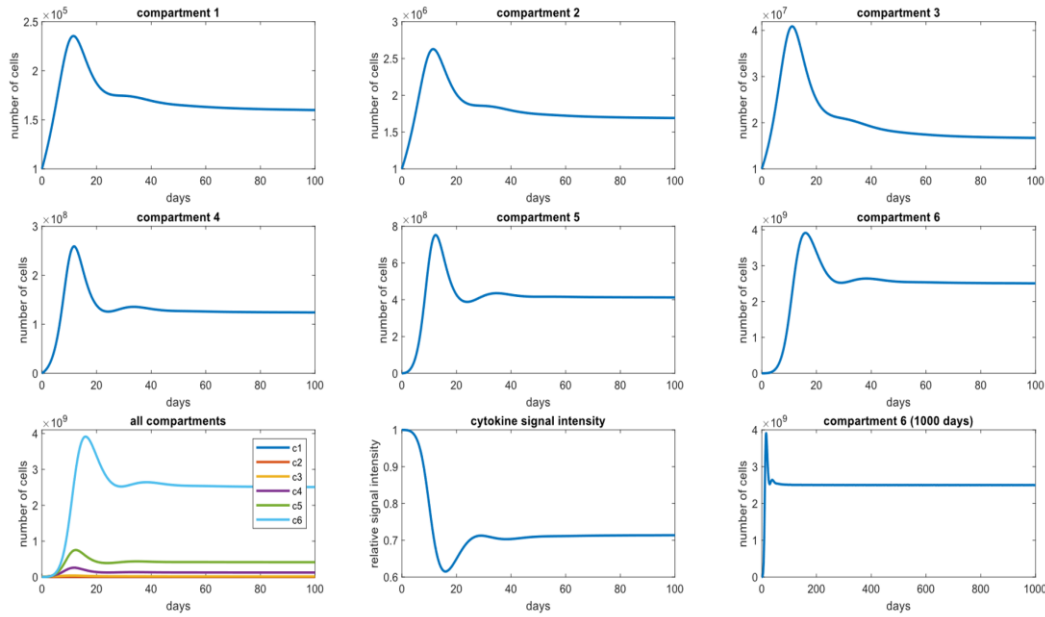 compartment 1
×10^5
2.5
2
1.5
1
number of cells
0 20 40 60 80 100
days
compartment 2
×10^6
3
2.5
2
1.5
1
number of cells
0 20 40 60 80 100
days
compartment 3
×10^7
4
3
2
1
number of cells
0 20 40 60 80 100
days
compartment 4
×10^8
3
2
1
0
number of cells
0 20 40 60 80 100
days
compartment 5
×10^8
8
6
4
2
0
number of cells
0 20 40 60 80 100
days
compartment 6
×10^9
4
3
2
1
0
number of cells
0 20 40 60 80 100
days
all compartments
×10^9
4
3
2
1
0
number of cells
c1
c2
c3
c4
c5
c6
0 20 40 60 80 100
days
cytokine signal intensity
1
0.9
0.8
0.7
0.6
relative signal intensity
0 20 40 60 80 100
days
compartment 6 (1000 days)
×10^9
4
3
2
1
0
number of cells
0 200 400 600 800 1000
days